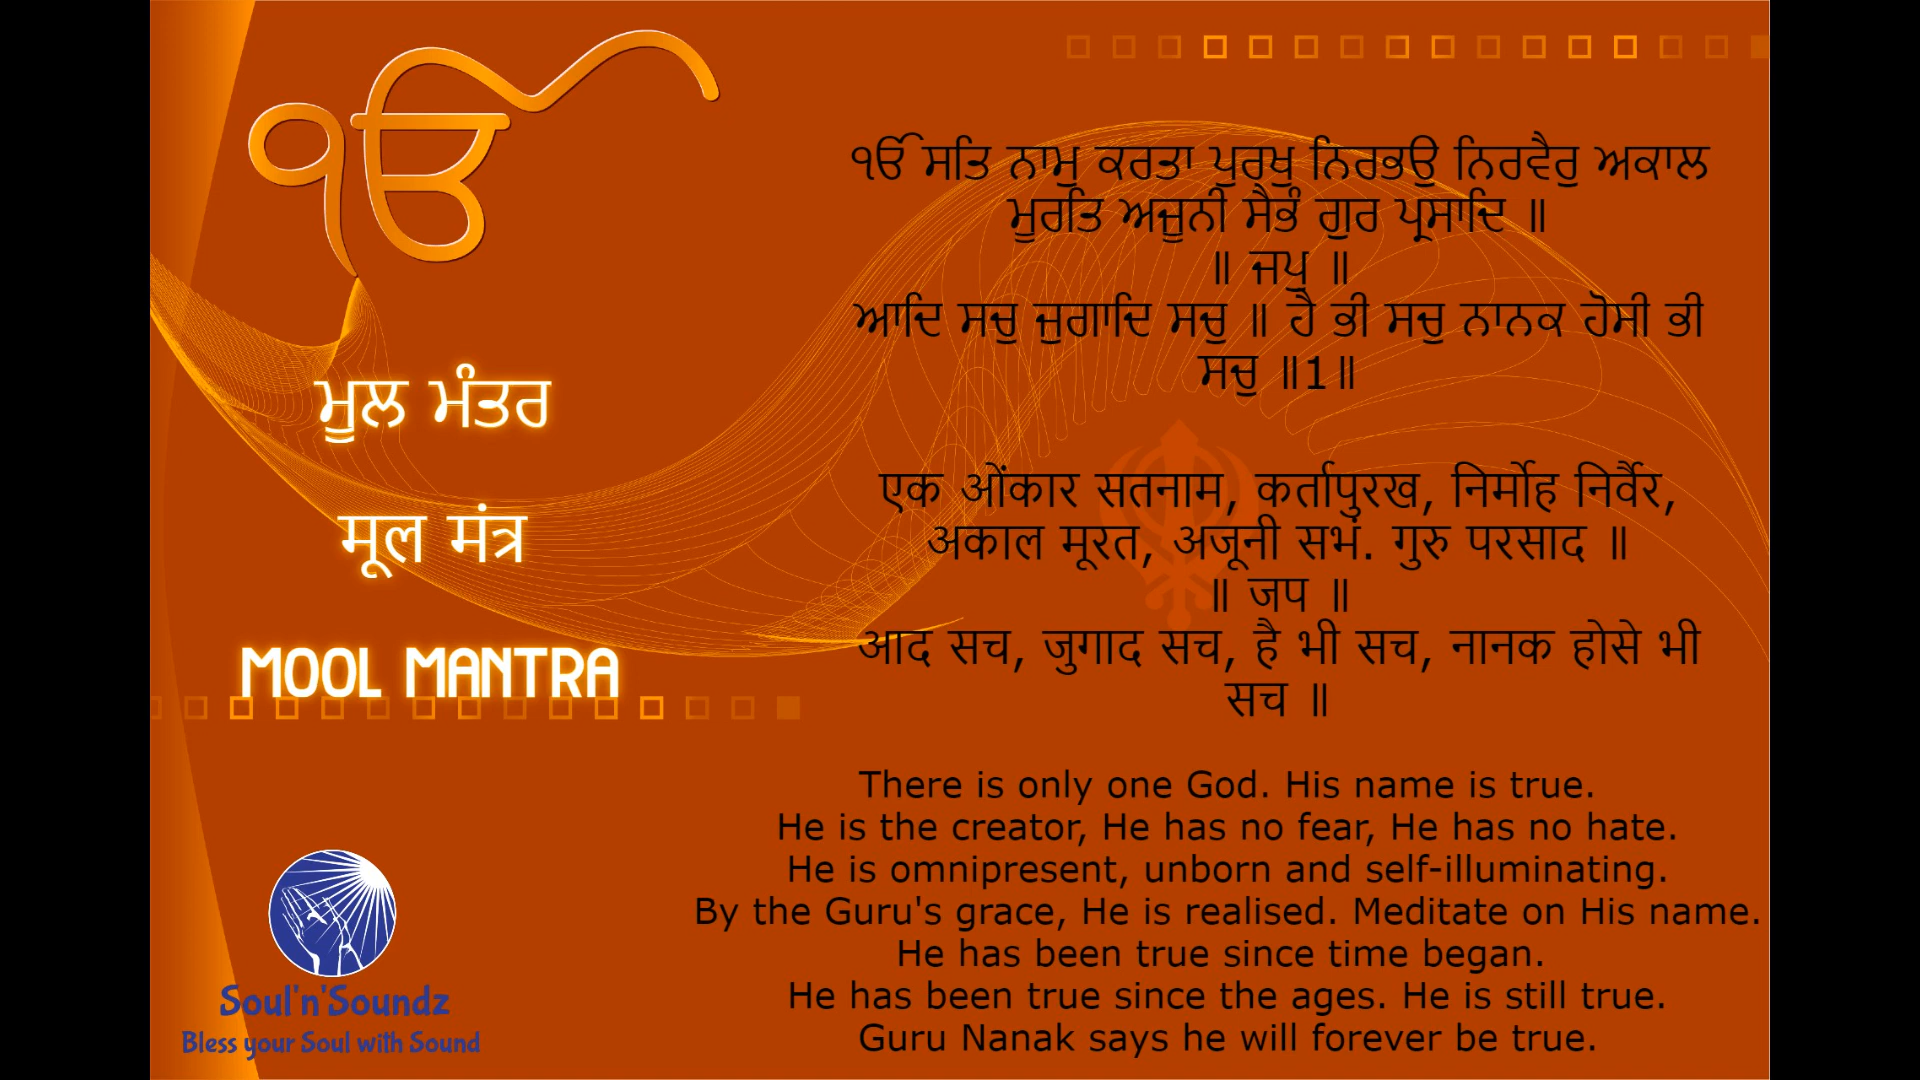 ੴ
ਮੂਲ ਮੰਤਰ
मूल मंत्र
MOOL MANTRA
ੴ ਸਤਿ ਨਾਮੁ ਕਰਤਾ ਪੁਰਖੁ ਨਿਰਭਉ ਨਿਰਵੈਰੁ ਅਕਾਲ
ਮੂਰਤਿ ਅਜੂਨੀ ਸੈਭੰ ਗੁਰ ਪ੍ਰਸਾਦਿ ॥
॥ ਜਪੁ ॥
ਆਦਿ ਸਚੁ ਜੁਗਾਦਿ ਸਚੁ ॥ ਹੈ ਭੀ ਸਚੁ ਨਾਨਕ ਹੋਸੀ ਭੀ
ਸਚੁ ॥1॥
एक ओंकार सतनाम, कर्तापुरख, निर्मोह निर्वैर,
अकाल मूरत, अजूनी सभं. गुरु परसाद ॥
॥ जप ॥
आद सच, जुगाद सच, है भी सच, नानक होसे भी
सच ॥
There is only one God. His name is true.
He is the creator, He has no fear, He has no hate.
He is omnipresent, unborn and self-illuminating.
By the Guru's grace, He is realised. Meditate on His name.
He has been true since time began.
He has been true since the ages. He is still true.
Guru Nanak says he will forever be true.
Soul'n'Soundz
Bless your Soul with Sound